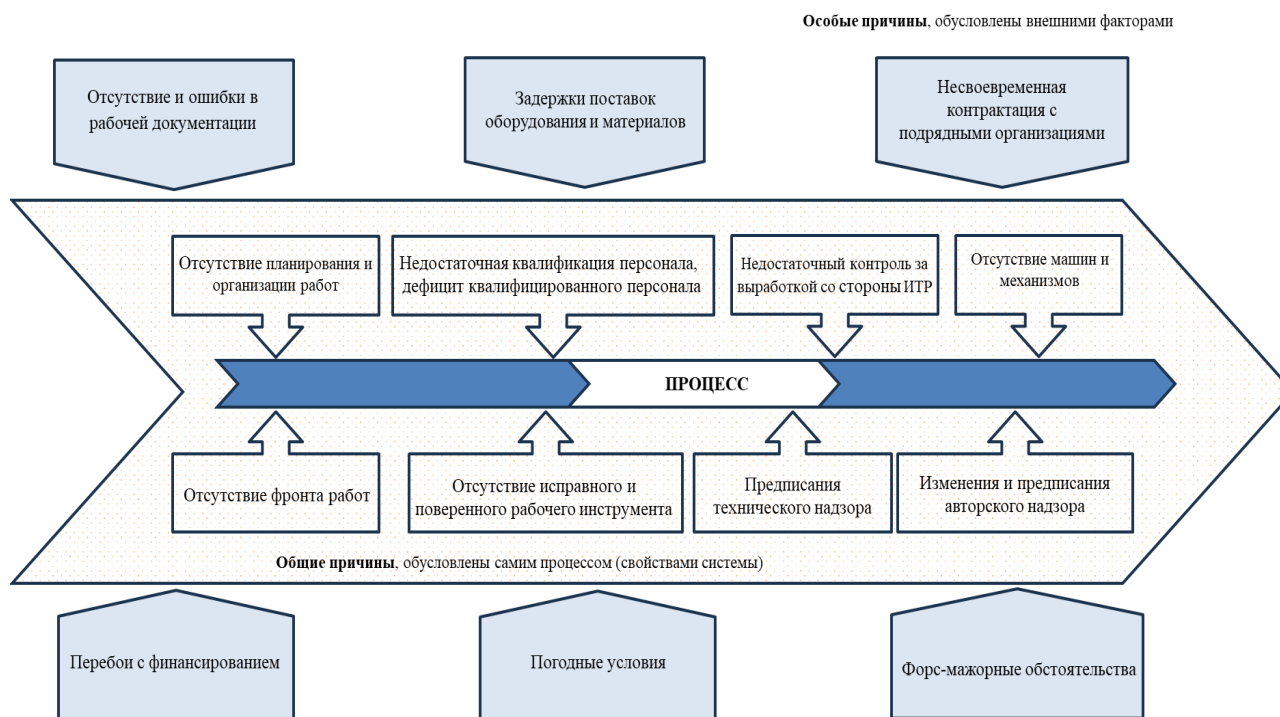 Особые причины, обусловлены внешними факторами
Отсутствие и ошибки в
рабочей документации
Задержки поставок
оборудования и материалов
Несвоевременная
контрактация с
подрядными организациями
Отсутствие планирования и
организации работ
Недостаточная квалификация персонала,
дефицит квалифицированного персонала
Недостаточный контроль за
выработкой со стороны ИТР
Отсутствие машин и
механизмов
ПРОЦЕСС
Отсутствие фронта работ
Отсутствие исправного и
поверенного рабочего инструмента
Предписания
технического надзора
Изменения и предписания
авторского надзора
Общие причины, обусловлены самим процессом (свойствами системы)
Перебои с финансированием
Погодные условия
Форс-мажорные обстоятельства